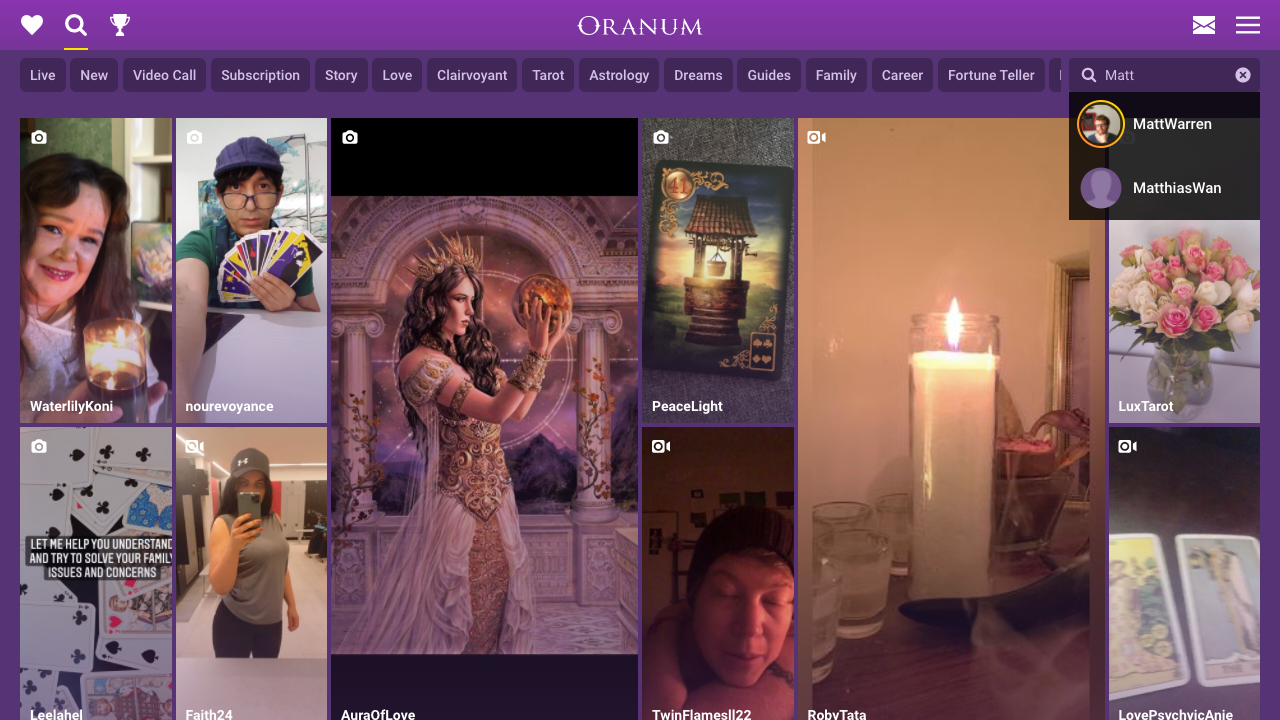 ORANUM
Live New Video Call Subscription Story Love Clairvoyant Tarot Astrology Dreams Guides Family Career Fortune Teller
Matt
MattWarren
MatthiasWan
41
WaterlilyKoni
nourevoyance
PeaceLight
LuxTarot
LET ME HELP YOU UNDERSTAND
AND TRY TO SOLVE YOUR FAMILY
ISSUES AND CONCERNS
Leelahel
Faith24
AuraOfLove
TwinFlamesll22
RobyTata
LovePsychyicAnie